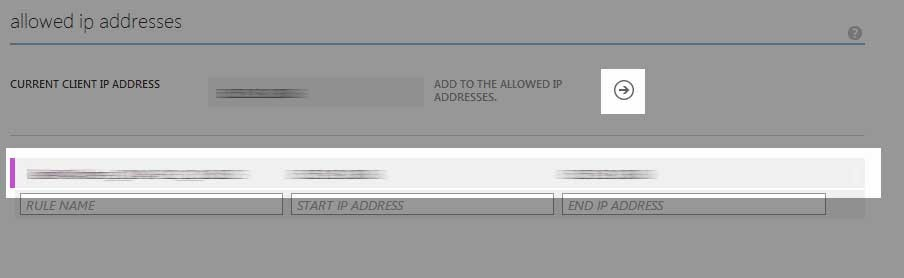 allowed ip addresses
CURRENT CLIENT IP ADDRESS
ADD TO THE ALLOWED IP
ADDRESSES.
RULE NAME START IP ADDRESS END IP ADDRESS